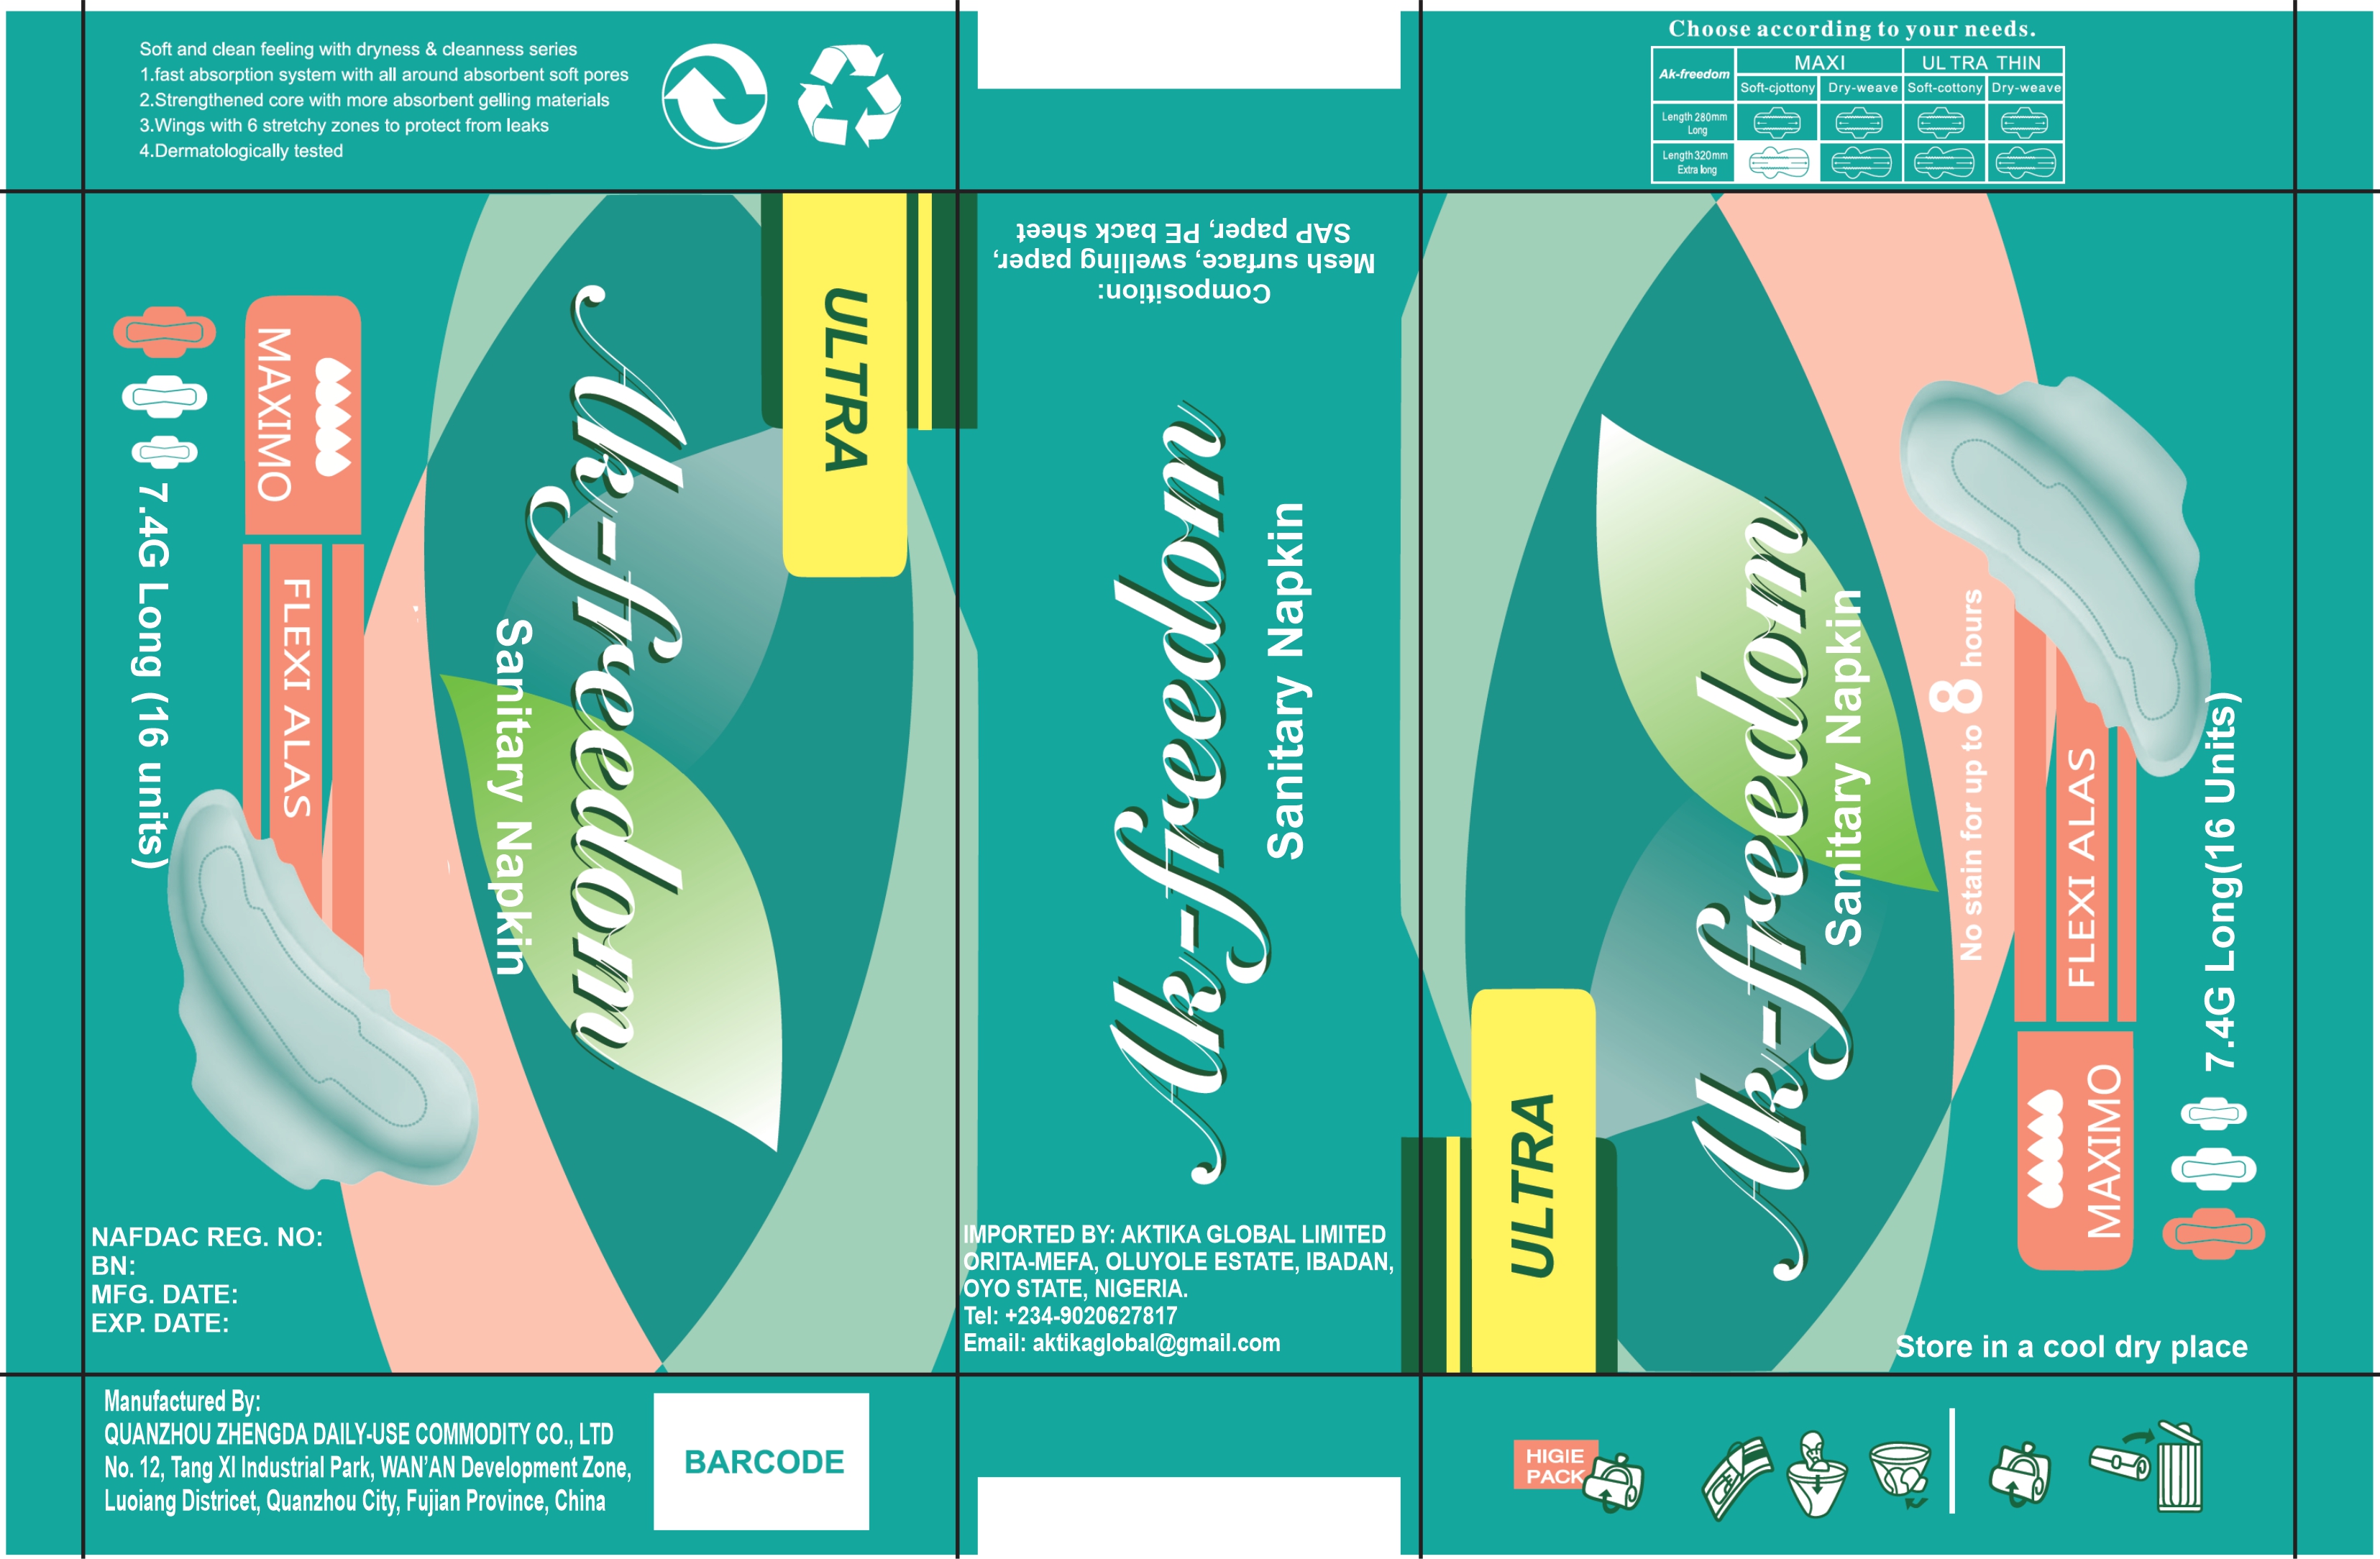 Soft and clean feeling with dryness & cleanness series
1.fast absorption system with all around absorbent soft pores
2.Strengthened core with more absorbent gelling materials
3.Wings with 6 stretchy zones to protect from leaks
4.Dermatologically tested
Choose according to your needs.
Ak-freedom
MAXI
ULTRA THIN
Soft-cjottony
Dry-weave
Soft-cottony
Dry-weave
Length 280mm
Long
Length 320mm
Extra long
MAXIMO
FLEXI ALAS
7.4G Long (16 units)
ULTRA
Ak-freedom
Sanitary Napkin
NAFDAC REG. NO:
BN:
MFG. DATE:
EXP. DATE:
Composition:
Mesh surface, swelling paper,
SAP paper, PE back sheet
Ak-freedom
Sanitary Napkin
IMPORTED BY: AKTIKA GLOBAL LIMITED
ORITA-MEFA, OLUYOLE ESTATE, IBADAN,
OYO STATE, NIGERIA.
Tel: +234-9020627817
Email: aktikaglobal@gmail.com
ULTRA
Ak-freedom
Sanitary Napkin
No stain for up to 8 hours
FLEXI ALAS
MAXIMO
7.4G Long(16 Units)
Store in a cool dry place
Manufactured By:
QUANZHOU ZHENGDA DAILY-USE COMMODITY CO., LTD
No. 12, Tang XI Industrial Park, WAN'AN Development Zone,
Luoiang Districet, Quanzhou City, Fujian Province, China
BARCODE
HIGIE
PACK